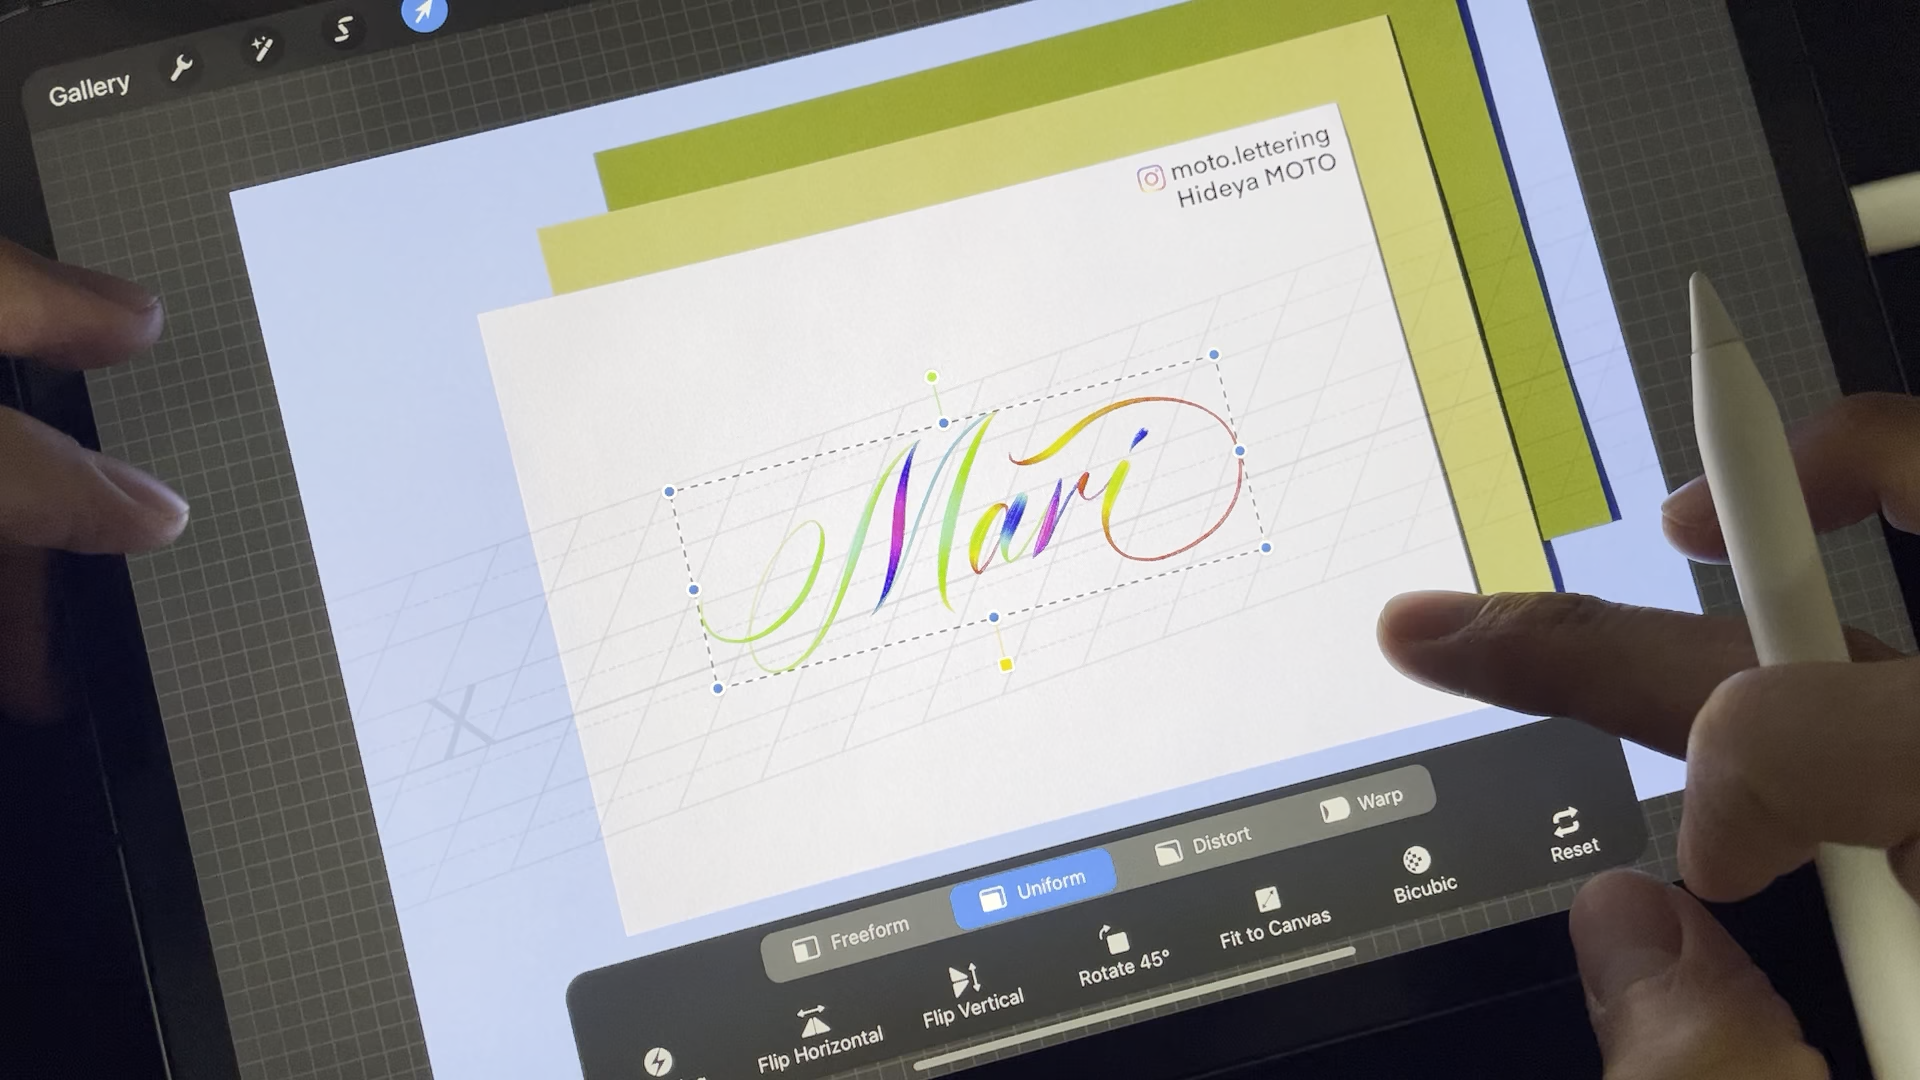 Gallery
moto.lettering
Hideya MOTO
Mari
X
Freeform
Uniform
Distort
Warp
Flip Horizontal
Flip Vertical
Rotate 45°
Fit to Canvas
Bicubic
Reset